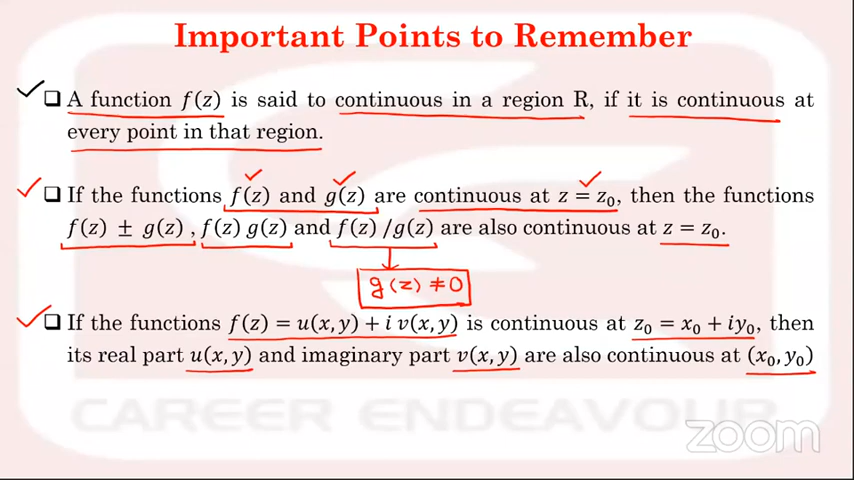 Important Points to Remember
❑ A function f(z) is said to continuous in a region R, if it is continuous at
every point in that region.
❑ If the functions f(z) and g(z) are continuous at z = z₀, then the functions
f(z) ± g(z) , f(z) g(z) and f(z) /g(z) are also continuous at z = z₀.
g(z) ≠ 0
❑ If the functions f(z) = u(x, y) + i v(x, y) is continuous at z₀ = x₀ + iy₀, then
its real part u(x, y) and imaginary part v(x, y) are also continuous at (x₀, y₀)
CAREER ENDEAVOUR
zoom